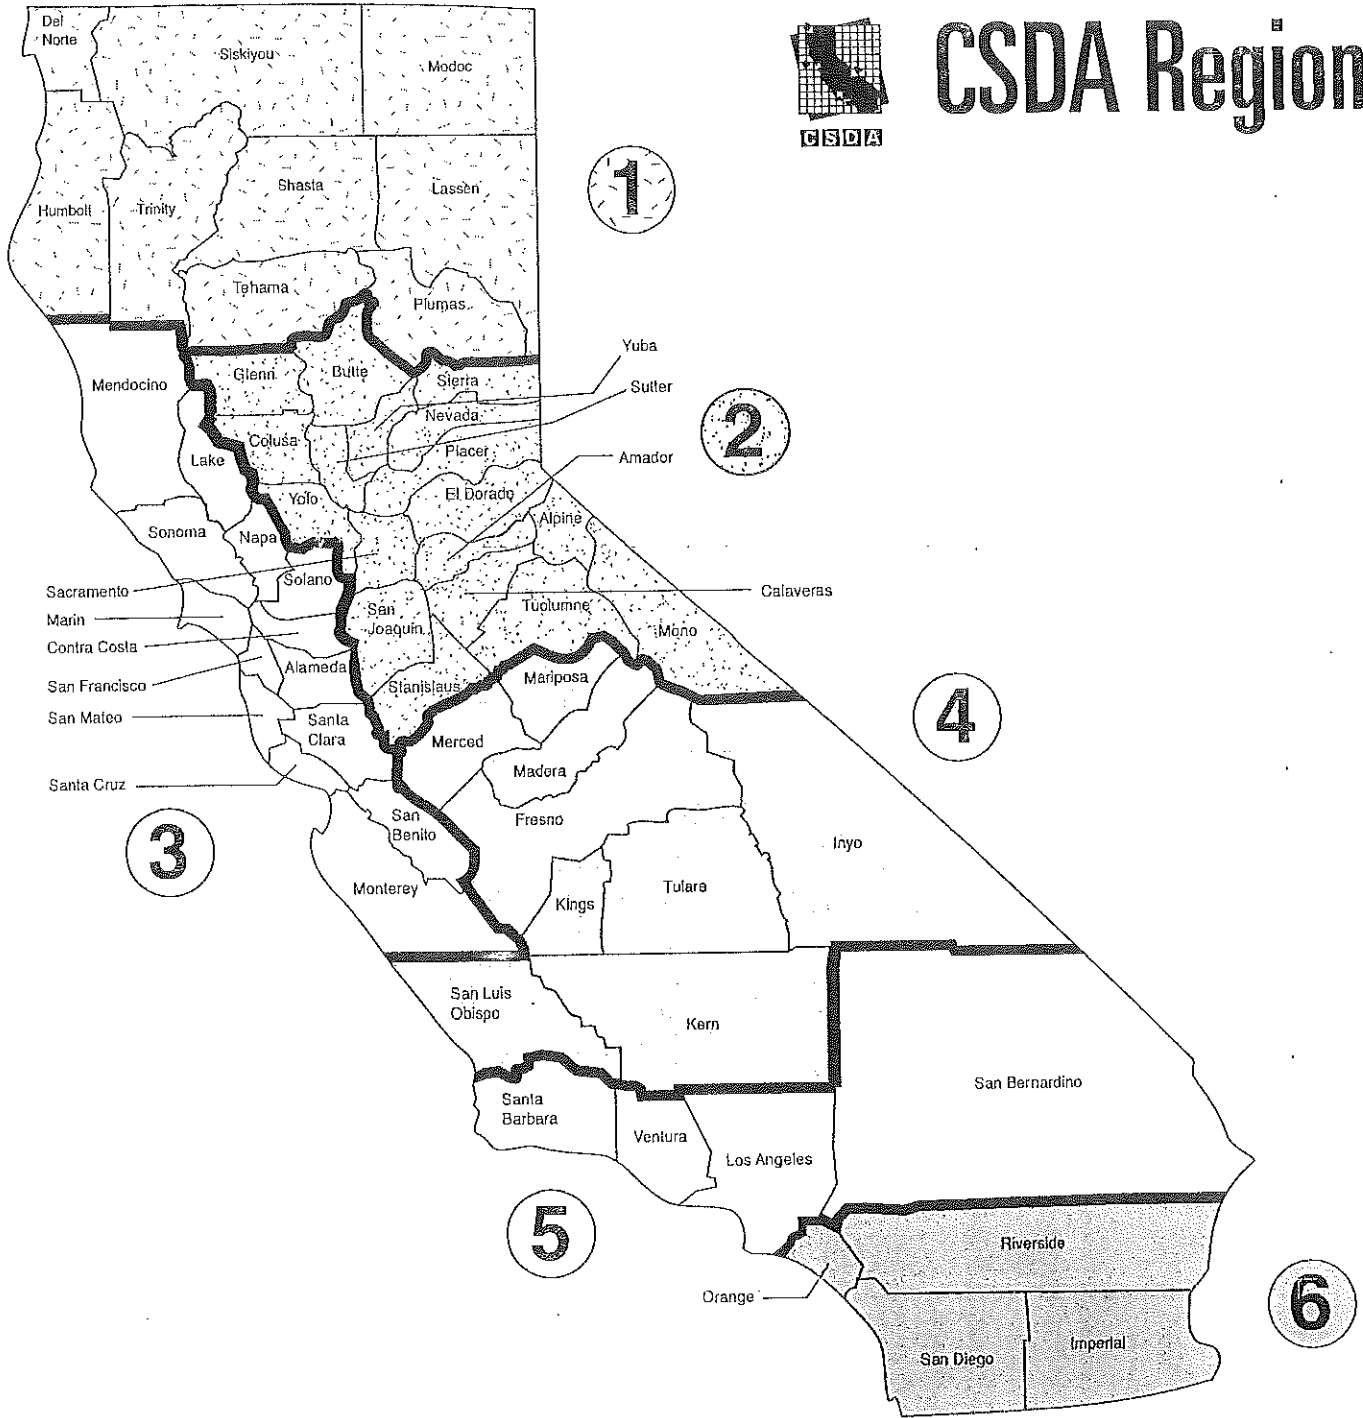 CSDA Region
CSDA
Del
Norte
Siskiyou
Modoc
Humbolt
Trinity
Shasta
Lassen
1
Tehama
Plumas
Mendocino
Glenn
Butte
Sierra
Yuba
Sutter
Nevada
2
Lake
Colusa
Placer
Amador
Yolo
El Dorado
Sonoma
Napa
Alpine
Solano
Sacramento
Marin
San
Joaquin
Tuolumne
Calaveras
Mono
Contra Costa
Alameda
San Francisco
Stanislaus
Mariposa
San Mateo
Santa
Clara
Merced
4
Santa Cruz
Madera
3
San
Benito
Fresno
Inyo
Monterey
Kings
Tulare
San Luis
Obispo
Kern
San Bernardino
Santa
Barbara
Ventura
Los Angeles
5
Riverside
Orange
6
San Diego
Imperial